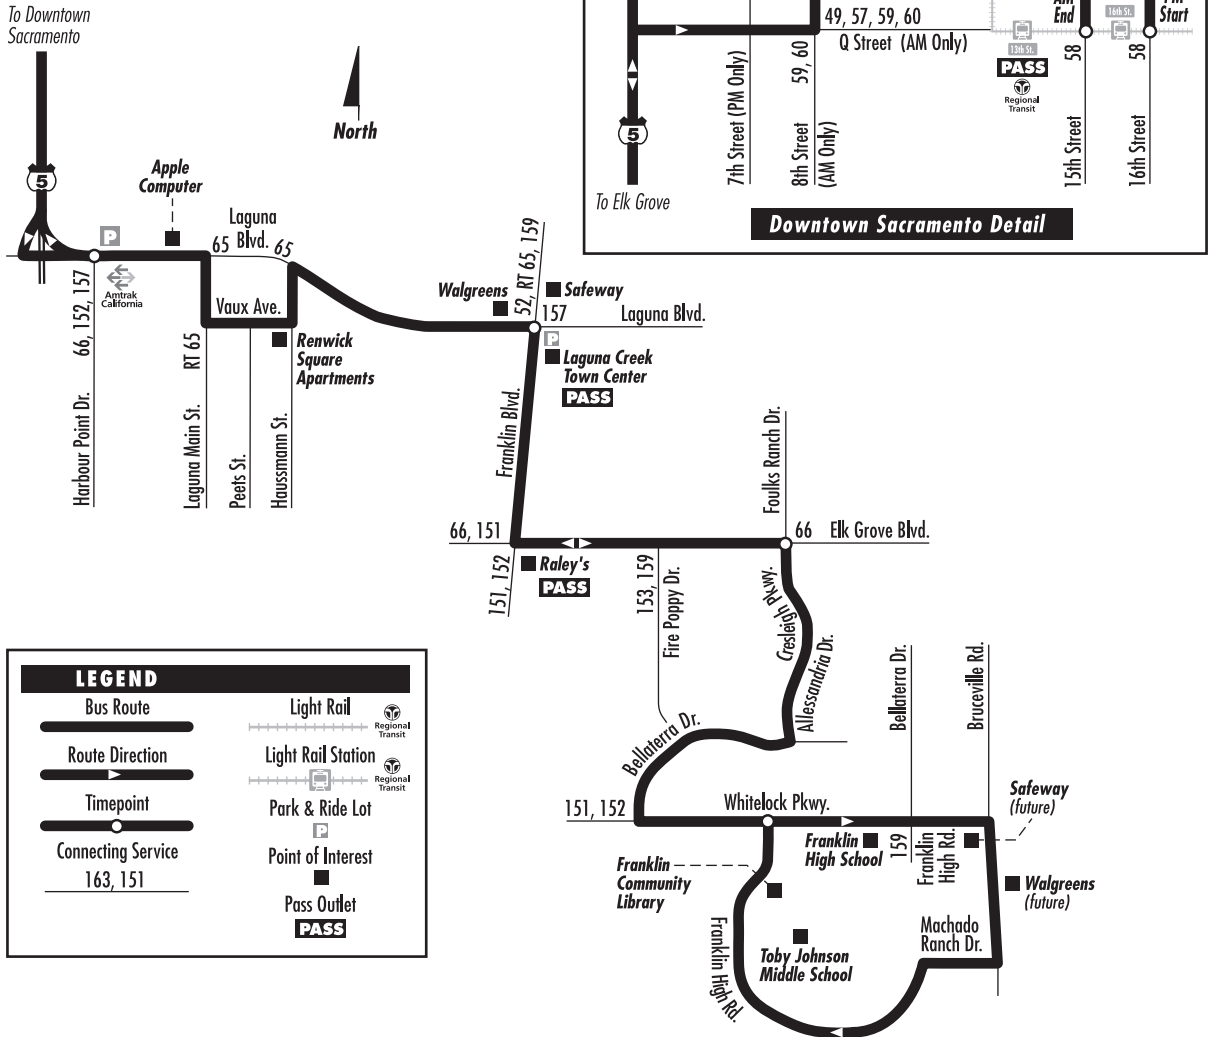 To Downtown
Sacramento
5
North
Apple
Computer
P
Laguna
Blvd.
65
65
Amtrak
California
66, 152, 157
Harbour Point Dr.
Vaux Ave.
RT 65
Laguna Main St.
Peets St.
Haussmann St.
Renwick
Square
Apartments
49, 57, 59, 60
Q Street (AM Only)
End
16th St.
Start
13th St.
PASS
Regional
Transit
58
58
59, 60
7th Street (PM Only)
8th Street
(AM Only)
15th Street
16th Street
5
To Elk Grove
Downtown Sacramento Detail
52, RT 65, 159
Walgreens
Safeway
157
Laguna Blvd.
P
Laguna Creek
Town Center
PASS
Franklin Blvd.
Foulks Ranch Dr.
66, 151
66
Elk Grove Blvd.
151, 152
Raley's
PASS
153, 159
Fire Poppy Dr.
Cresleigh Pkwy.
Allessandria Dr.
Bellaterra Dr.
Bellaterra Dr.
Bruceville Rd.
151, 152
Whitelock Pkwy.
Safeway
(future)
Franklin
High School
159
Franklin
High Rd.
Franklin
Community
Library
Walgreens
(future)
Machado
Ranch Dr.
Toby Johnson
Middle School
Franklin High Rd.
LEGEND
Bus Route
Light Rail
Regional
Transit
Route Direction
Light Rail Station
Regional
Transit
Timepoint
Park & Ride Lot
P
Connecting Service
163, 151
Point of Interest
Pass Outlet
PASS